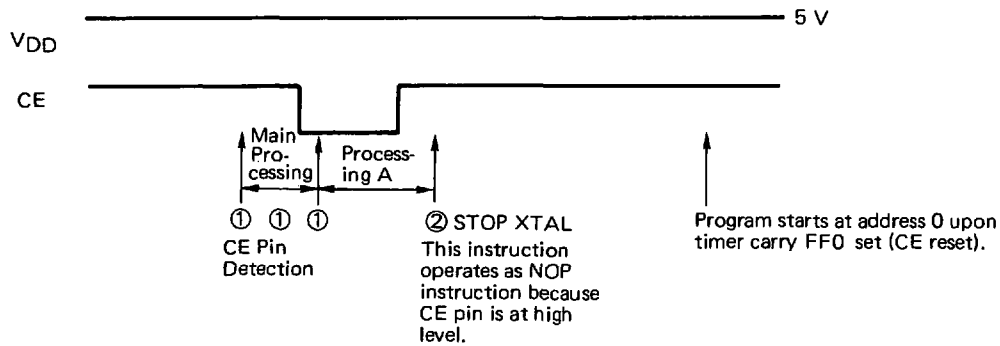 5 V
VDD
CE
Main
Pro-
cessing
Process-
ing A
① ① ①
② STOP XTAL
CE Pin
Detection
This instruction
operates as NOP
instruction because
CE pin is at high
level.
Program starts at address 0 upon
timer carry FF0 set (CE reset).